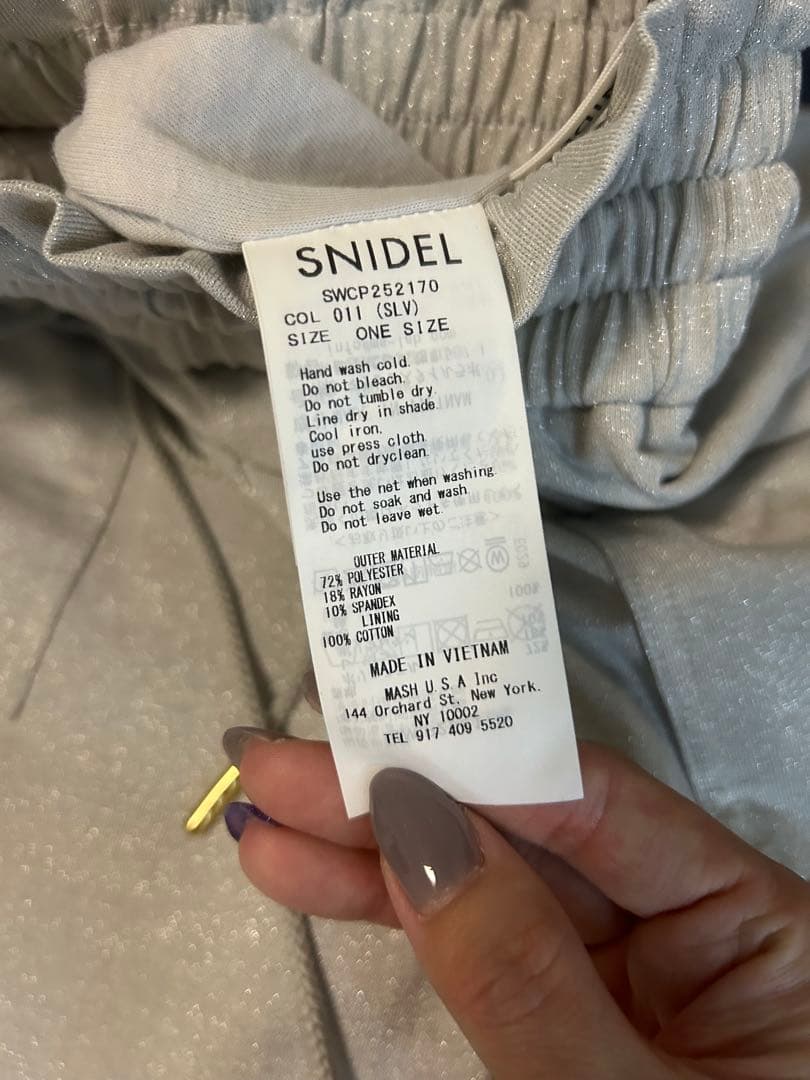 SNIDEL
SWCP252170
COL 011 (SLV)
SIZE ONE SIZE
Hand wash cold.
Do not bleach.
Do not tumble dry.
Line dry in shade.
Cool iron.
use press cloth
Do not dryclean.
Use the net when washing.
Do not soak and wash
Do not leave wet.
OUTER MATERIAL
72% POLYESTER
18% RAYON
10% SPANDEX
LINING
100% COTTON
MADE IN VIETNAM
MASH U.S.A Inc
144 Orchard St, New York.
NY 10002
TEL 917 409 5520